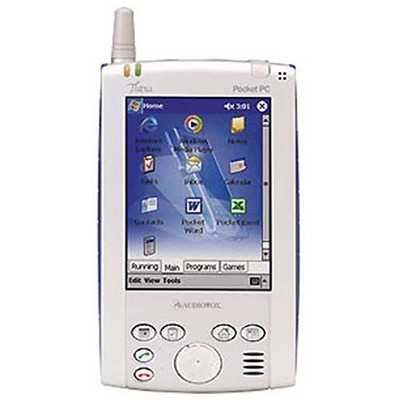 Thera
Pocket PC
Home
3:01
Internet
Explorer
Windows
Media Player
Notes
Tasks
Inbox
Calendar
Contacts
Pocket
Word
Pocket Excel
Running Main Programs Games
Edit View Tools
AUDIOVOX